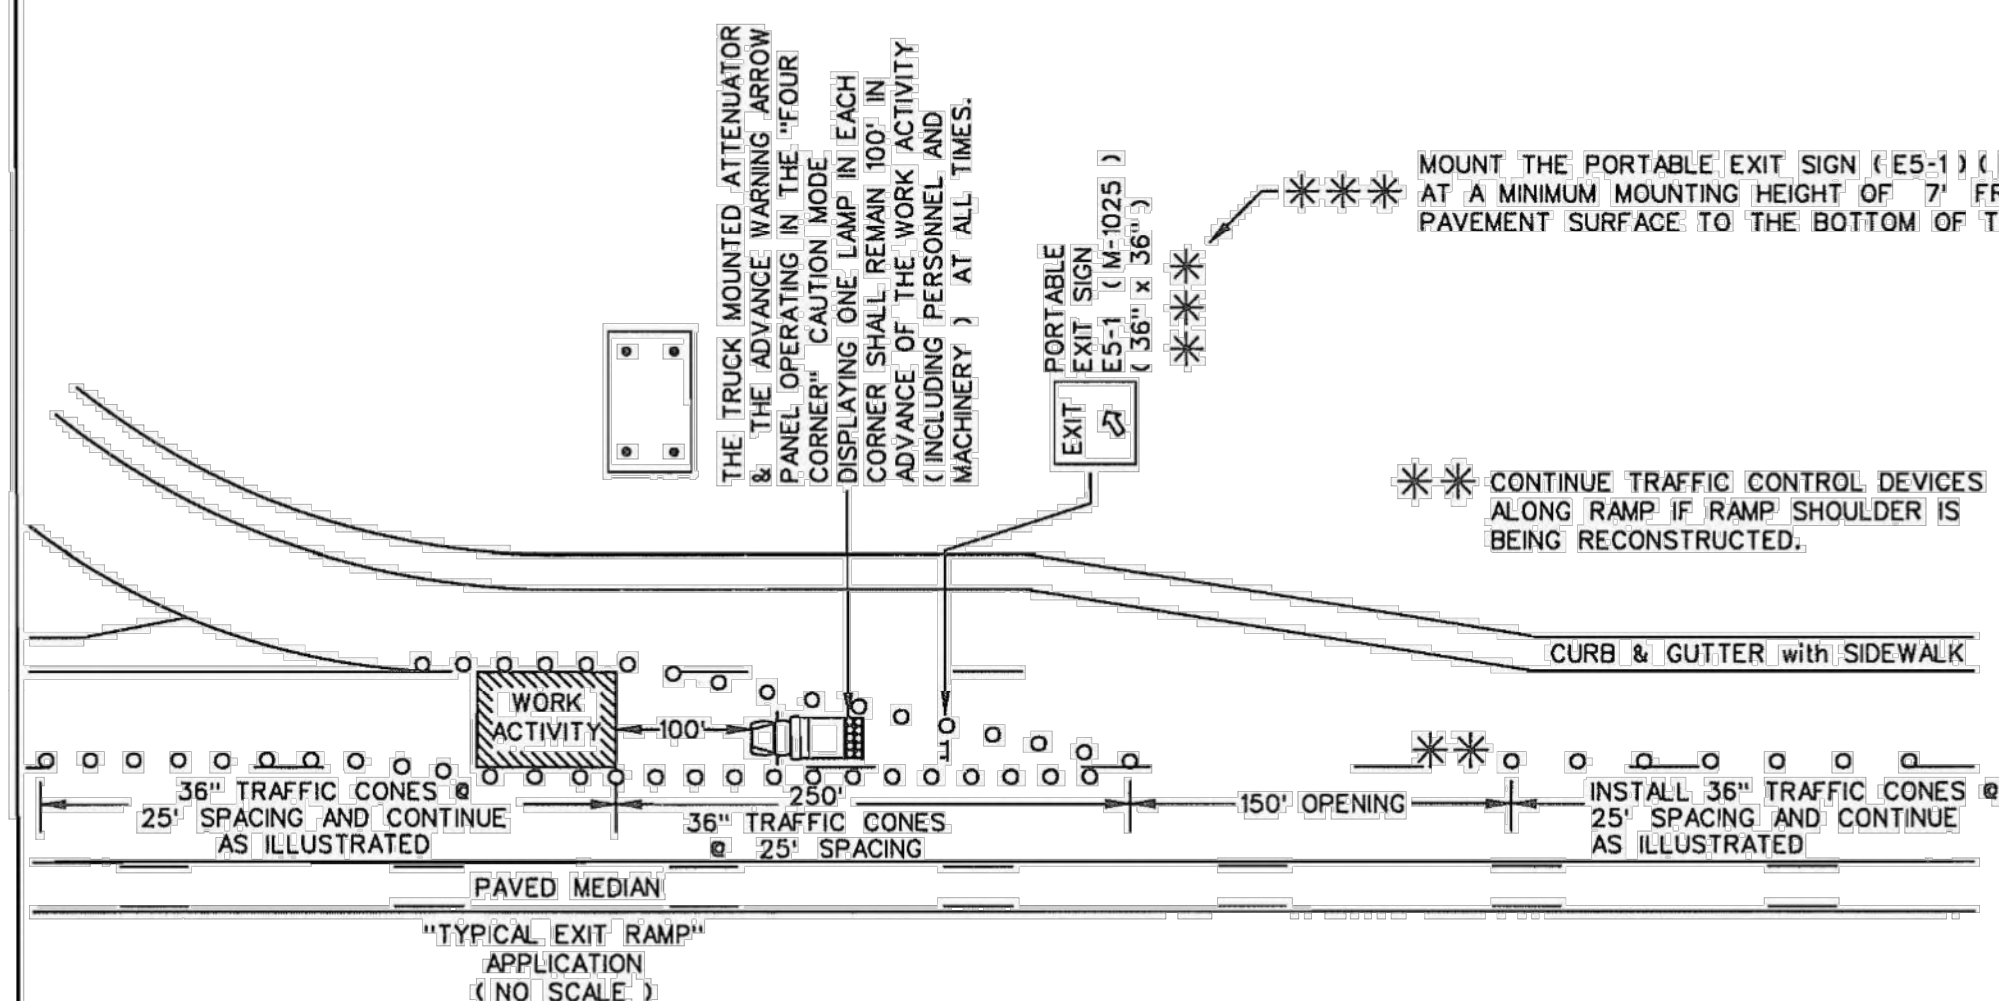 THE TRUCK MOUNTED ATTENUATOR
& THE ADVANCE WARNING ARROW
PANEL OPERATING IN THE "FOUR
CORNER" CAUTION MODE
DISPLAYING ONE LAMP IN EACH
CORNER SHALL REMAIN 100' IN
ADVANCE OF THE WORK ACTIVITY
( INCLUDING PERSONNEL AND
MACHINERY ) AT ALL TIMES.
PORTABLE
EXIT SIGN
E5-1 ( M-1025 )
( 36" x 36" )
***
EXIT
*** MOUNT THE PORTABLE EXIT SIGN ( E5-1 ) (
AT A MINIMUM MOUNTING HEIGHT OF 7'
PAVEMENT SURFACE TO THE BOTTOM OF
** CONTINUE TRAFFIC CONTROL DEVICES
ALONG RAMP IF RAMP SHOULDER IS
BEING RECONSTRUCTED.
CURB & GUTTER with SIDEWALK
WORK
ACTIVITY
100'
**
36" TRAFFIC CONES @
25' SPACING AND CONTINUE
AS ILLUSTRATED
250'
36" TRAFFIC CONES
@ 25' SPACING
150' OPENING
INSTALL 36" TRAFFIC CONES @
25' SPACING AND CONTINUE
AS ILLUSTRATED
PAVED MEDIAN
"TYPICAL EXIT RAMP"
APPLICATION
( NO SCALE )